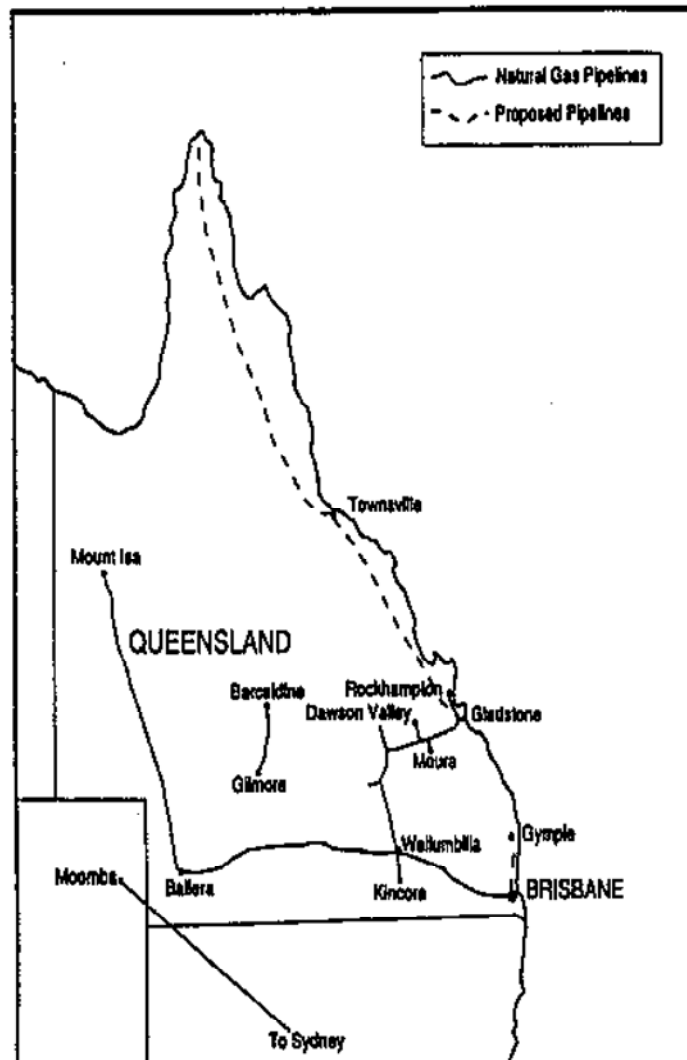 Natural Gas Pipelines
Proposed Pipelines
Townsville
Mount Isa
QUEENSLAND
Barcaldine
Rockhampton
Dawson Valley
Gladstone
Moura
Gilmore
Gympie
Wallumbilla
Moomba
Ballera
Kincora
BRISBANE
To Sydney